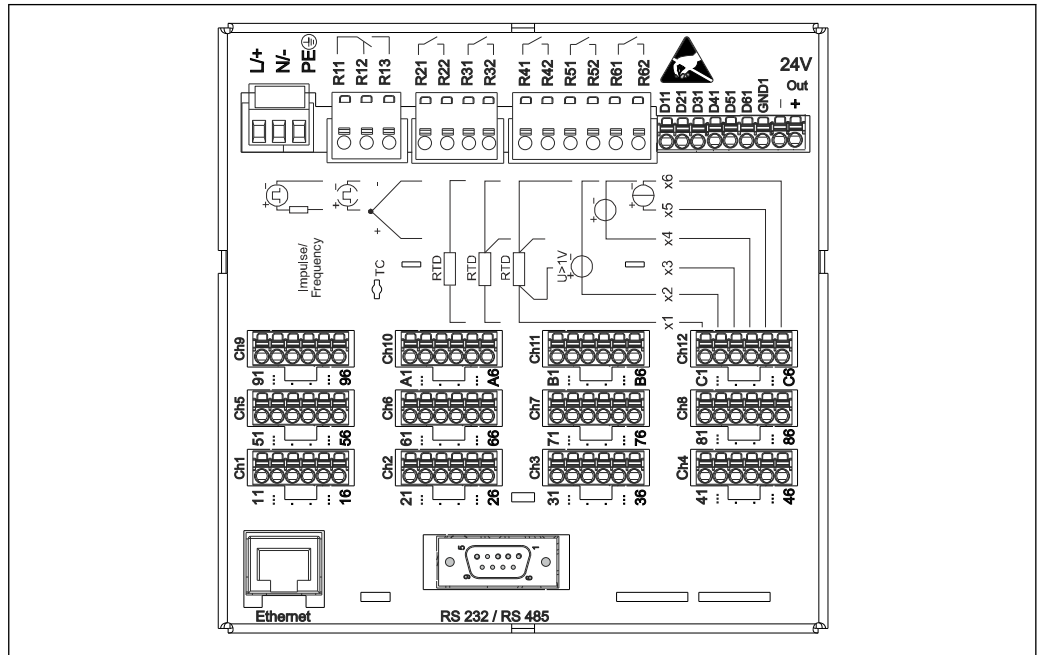 L/+ N/- PE R11 R12 R13 R21 R22 R31 R32 R41 R42 R51 R52 R61 R62
24V
Out
D11 D21 D31 D41 D51 D61 GND1 - +
x6
x5
x4
x3
x2
x1
Impulse/
Frequency
TC
RTD RTD RTD U>1V
Ch9 Ch10 Ch11 Ch12
91 ... . . ... 96 A1 ... . . ... A6 B1 ... . . ... B6 C1 ... . . ... C6
Ch5 Ch6 Ch7 Ch8
51 ... . . ... 56 61 ... . . ... 66 71 ... . . ... 76 81 ... . . ... 86
Ch1 Ch2 Ch3 Ch4
11 ... . . ... 16 21 ... . . ... 26 31 ... . . ... 36 41 ... . . ... 46
5 1
9 6
Ethernet RS 232 / RS 485